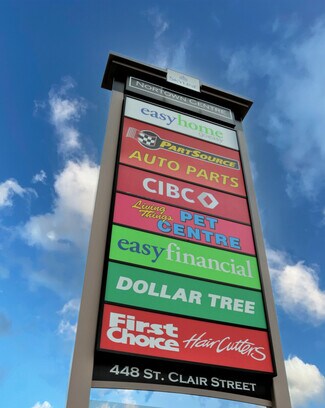 NORTOWN CENTRE
easyhome
PARTSOURCE
AUTO PARTS
CIBC
Living
Things
PET
CENTRE
easyfinancial
DOLLAR TREE
First
Choice HairCutters
448 ST. CLAIR STREET